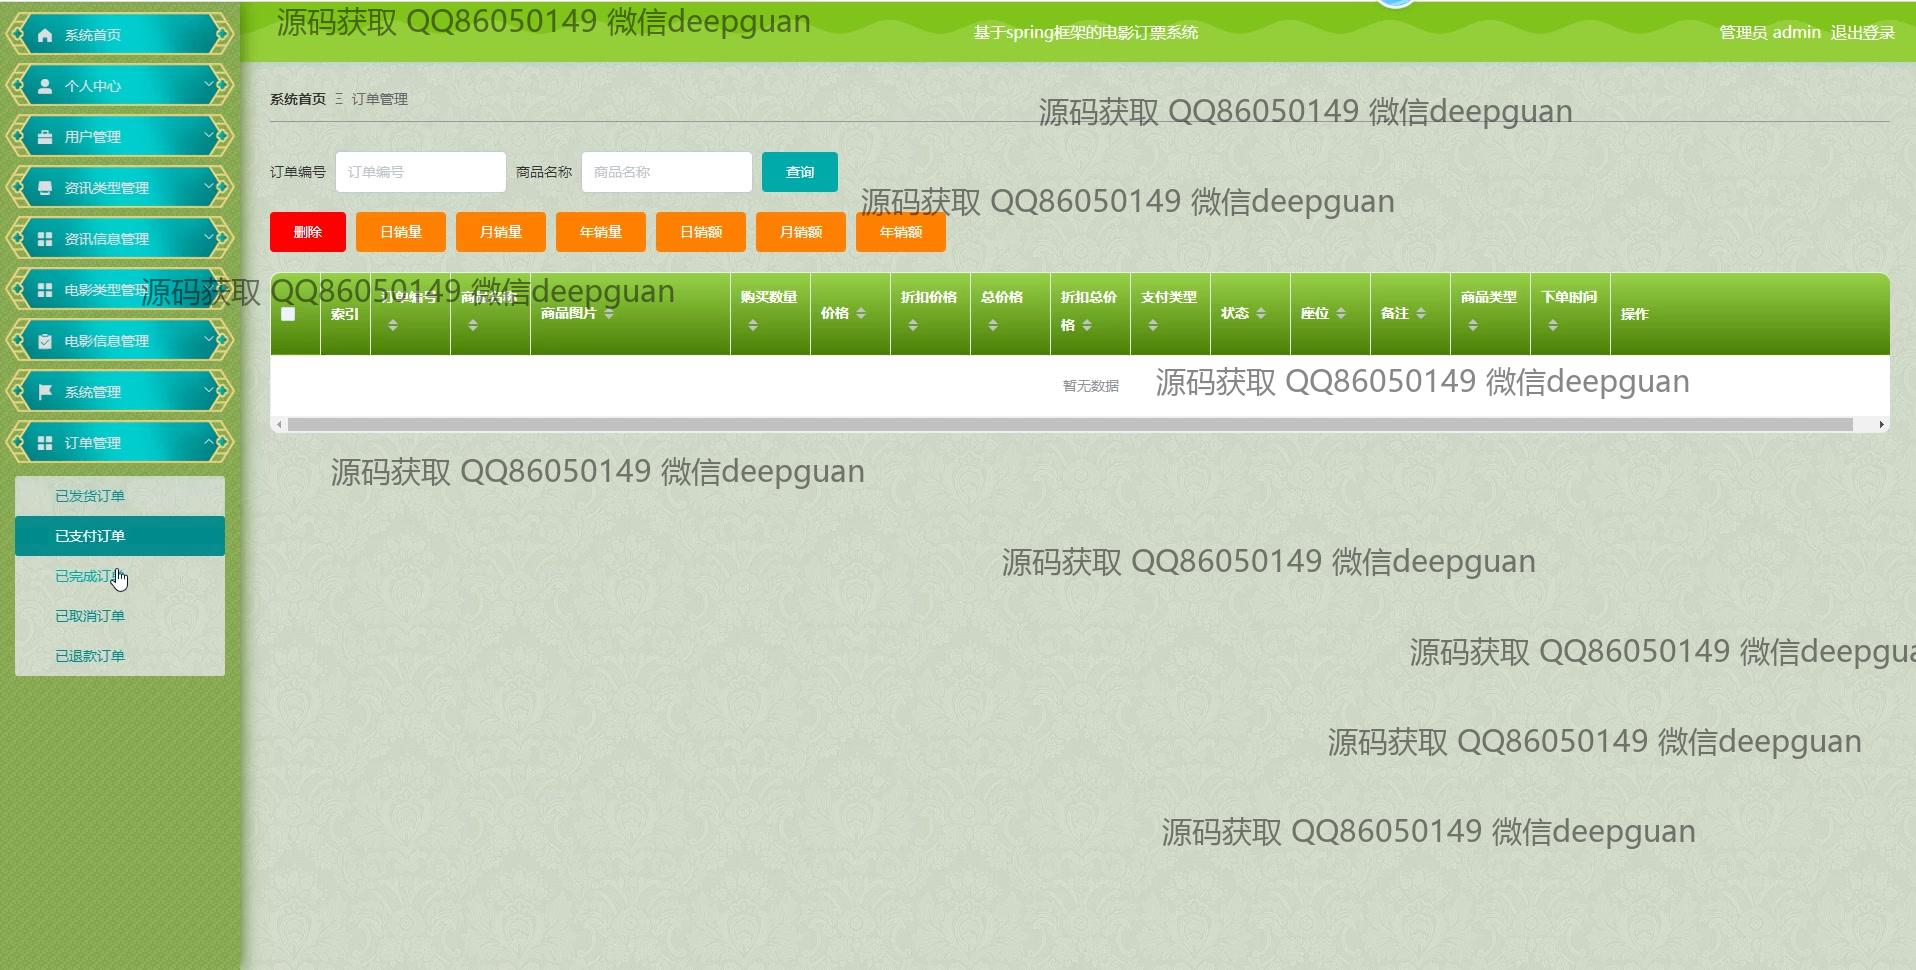 源码获取 QQ86050149 微信deepguan
基于spring框架的电影订票系统
管理员 admin 退出登录
系统首页
个人中心
用户管理
资讯类型管理
资讯信息管理
电影类型管理
电影信息管理
系统管理
订单管理
已发货订单
已支付订单
已完成订单
已取消订单
已退款订单
系统首页 Ξ 订单管理
源码获取 QQ86050149 微信deepguan
订单编号 订单编号 商品名称 商品名称 查询
源码获取 QQ86050149 微信deepguan
删除 日销量 月销量 年销量 日销额 月销额 年销额
源码获取 QQ86050149 微信deepguan
索引 订单编号 商品名称 商品图片 购买数量 价格 折扣价格 总价格 折扣总价格 支付类型 状态 座位 备注 商品类型 下单时间 操作
暂无数据
源码获取 QQ86050149 微信deepguan
源码获取 QQ86050149 微信deepguan
源码获取 QQ86050149 微信deepguan
源码获取 QQ86050149 微信deepgua
源码获取 QQ86050149 微信deepguan
源码获取 QQ86050149 微信deepguan